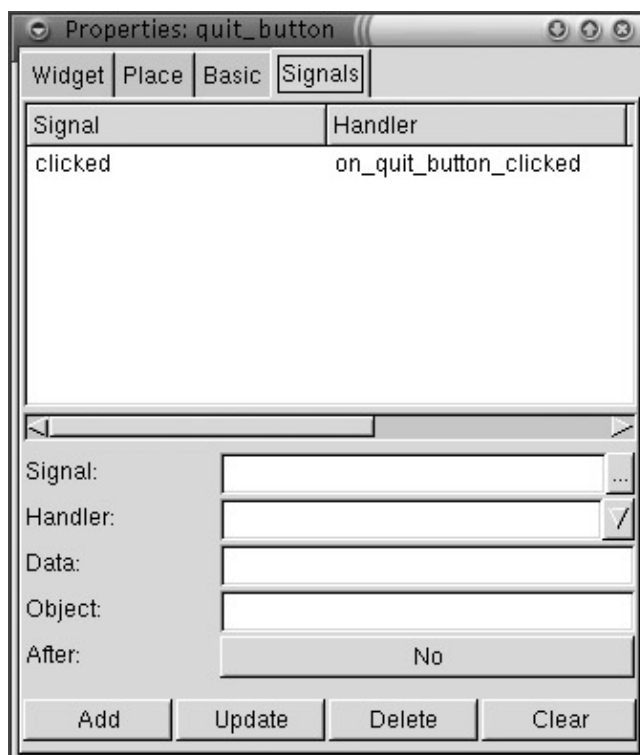 Properties: quit_button
Widget Place Basic Signals
Signal Handler
clicked on_quit_button_clicked
Signal: ...
Handler:
Data:
Object:
After: No
Add Update Delete Clear